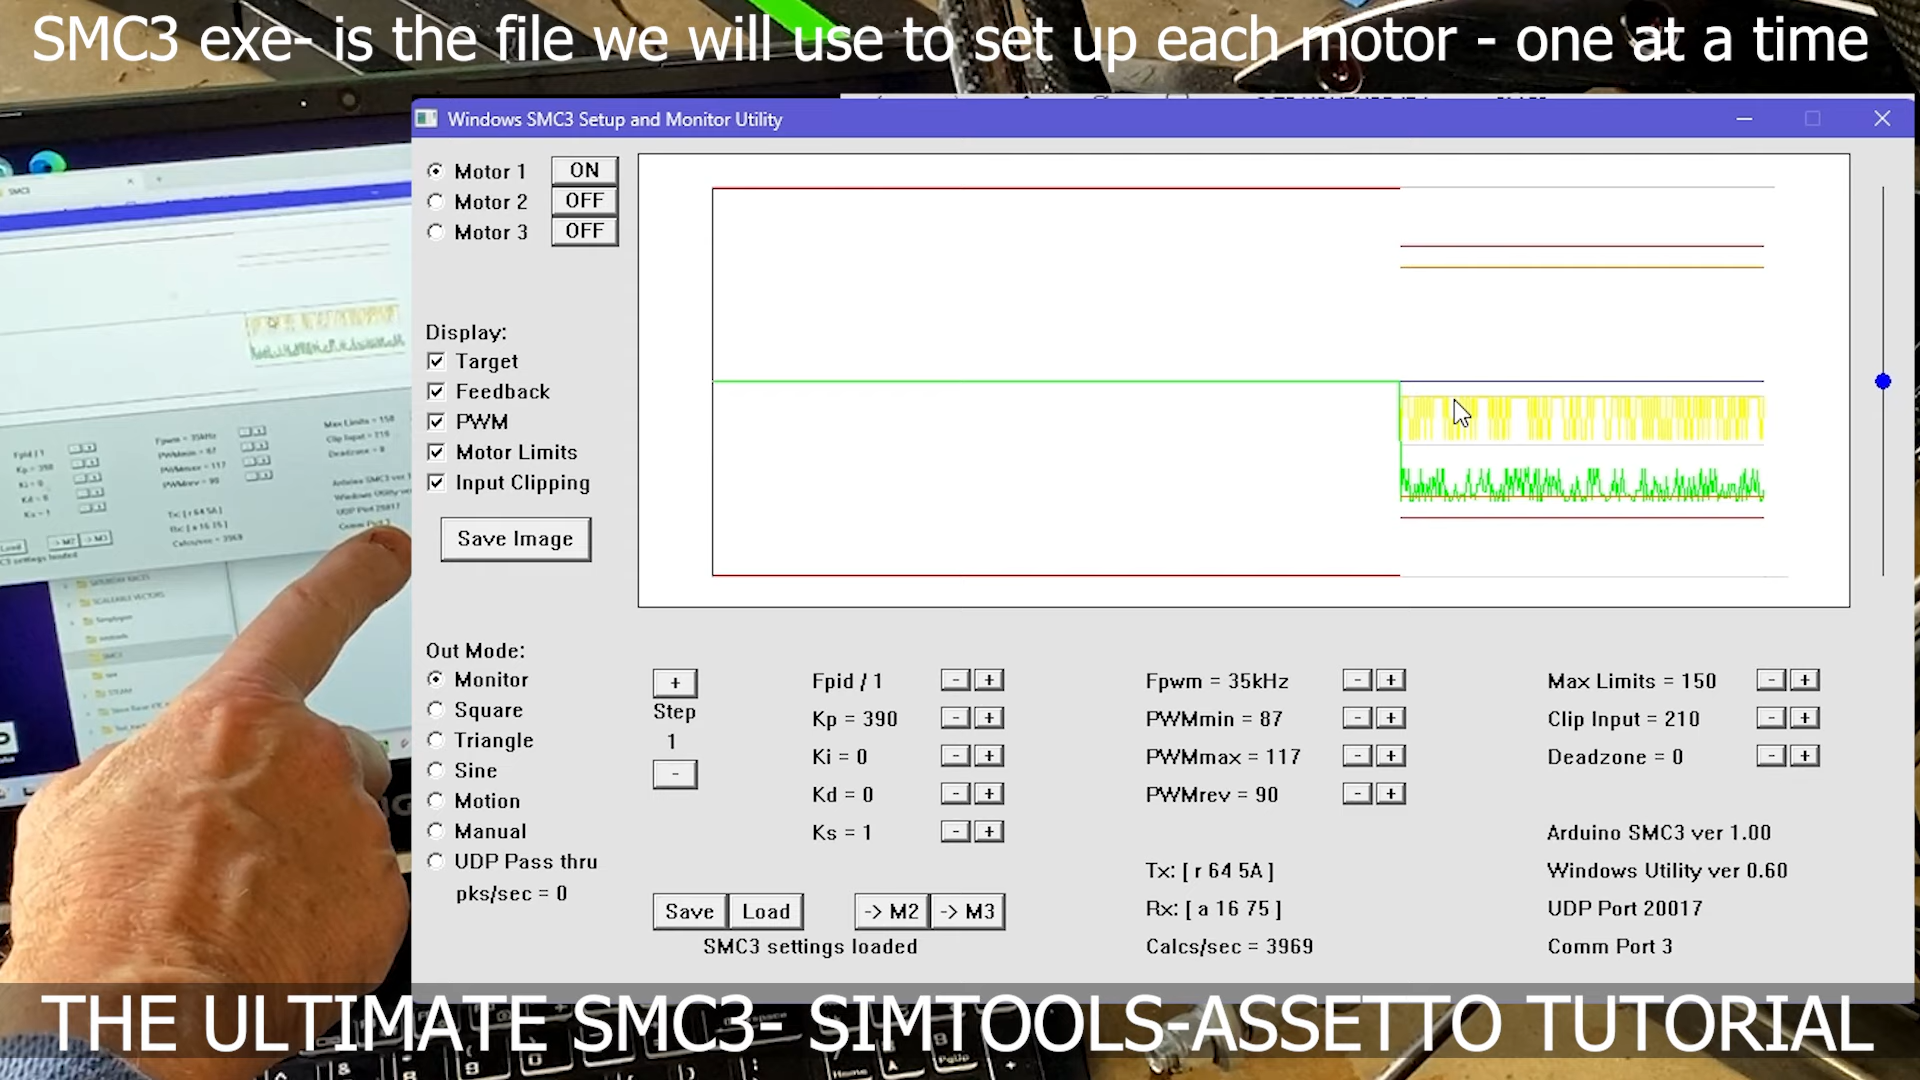 SMC3 exe- is the file we will use to set up each motor - one at a time
Windows SMC3 Setup and Monitor Utility
Motor 1 ON
Motor 2 OFF
Motor 3 OFF
Display:
Target
Feedback
PWM
Motor Limits
Input Clipping
Save Image
Out Mode:
Monitor
Square
Triangle
Sine
Motion
Manual
UDP Pass thru
pks/sec = 0
+
Step
1
-
Fpid / 1 - +
Kp = 390 - +
Ki = 0 - +
Kd = 0 - +
Ks = 1 - +
Save Load -> M2 -> M3
SMC3 settings loaded
Fpwm = 35kHz - +
PWMmin = 87 - +
PWMmax = 117 - +
PWMrev = 90 - +
Tx: [ r 64 5A ]
Rx: [ a 16 75 ]
Calcs/sec = 3969
Max Limits = 150 - +
Clip Input = 210 - +
Deadzone = 0 - +
Arduino SMC3 ver 1.00
Windows Utility ver 0.60
UDP Port 20017
Comm Port 3
THE ULTIMATE SMC3- SIMTOOLS-ASSETTO TUTORIAL